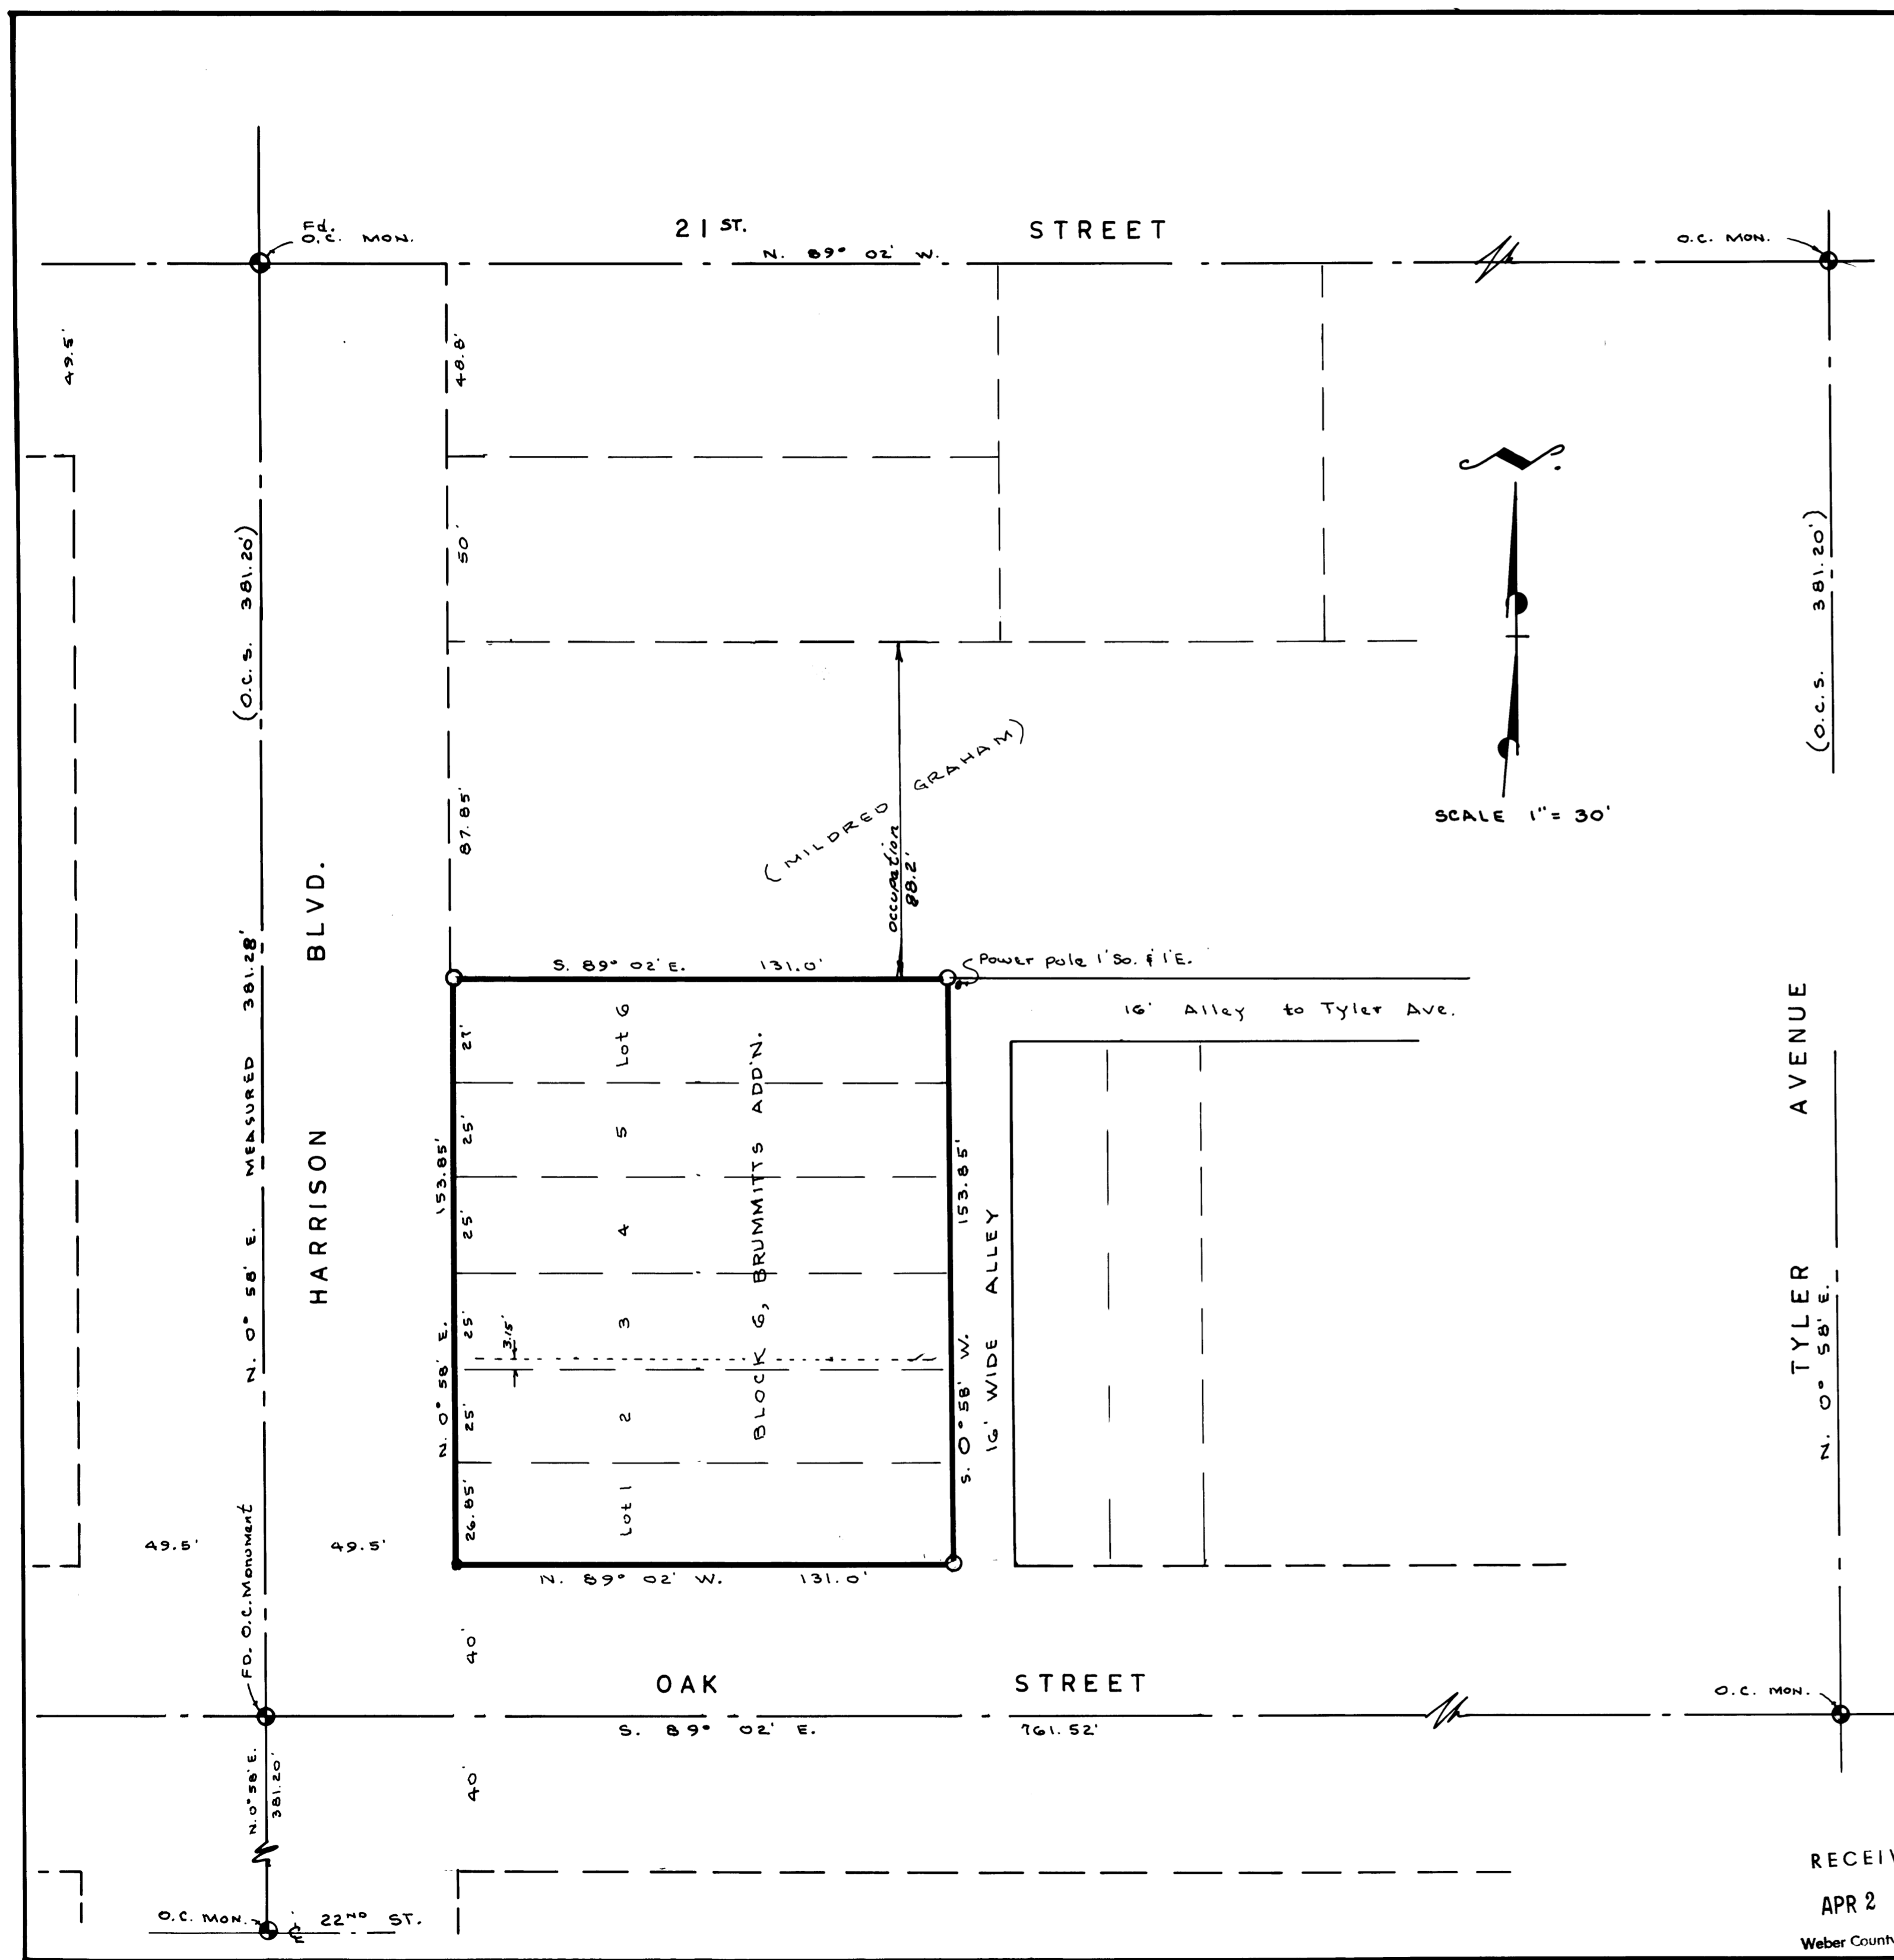 Fd.
O.C. MON.
21 ST. STREET
N. 89° 02' W.
O.C. MON.
49.5'
48.8'
50'
(O.C.S. 381.20')
(O.C.S. 381.20')
87.85'
(MILDRED GRAHAM)
occupation
88.2'
SCALE 1"= 30'
HARRISON BLVD.
N. 0° 58' E. MEASURED 381.28'
S. 89° 02' E. 131.0'
Power pole 1' So. & 1' E.
16' Alley to Tyler Ave.
27'
Lot 6
25'
5
25'
4
25'
3
3.15'
25'
2
26.85'
Lot 1
BLOCK 6, BRUMMITTS ADD'N.
N. 0° 58' E. 153.85'
S. 0° 58' W. 153.85'
16' WIDE ALLEY
TYLER AVENUE
N. 0° 58' E.
49.5'
49.5'
N. 89° 02' W. 131.0'
FD. O.C. Monument
40'
OAK STREET
S. 89° 02' E. 761.52'
O.C. MON.
N. 0° 58' E.
381.20'
40'
O.C. MON.
22ND ST.
RECEIV
APR 2
Weber County